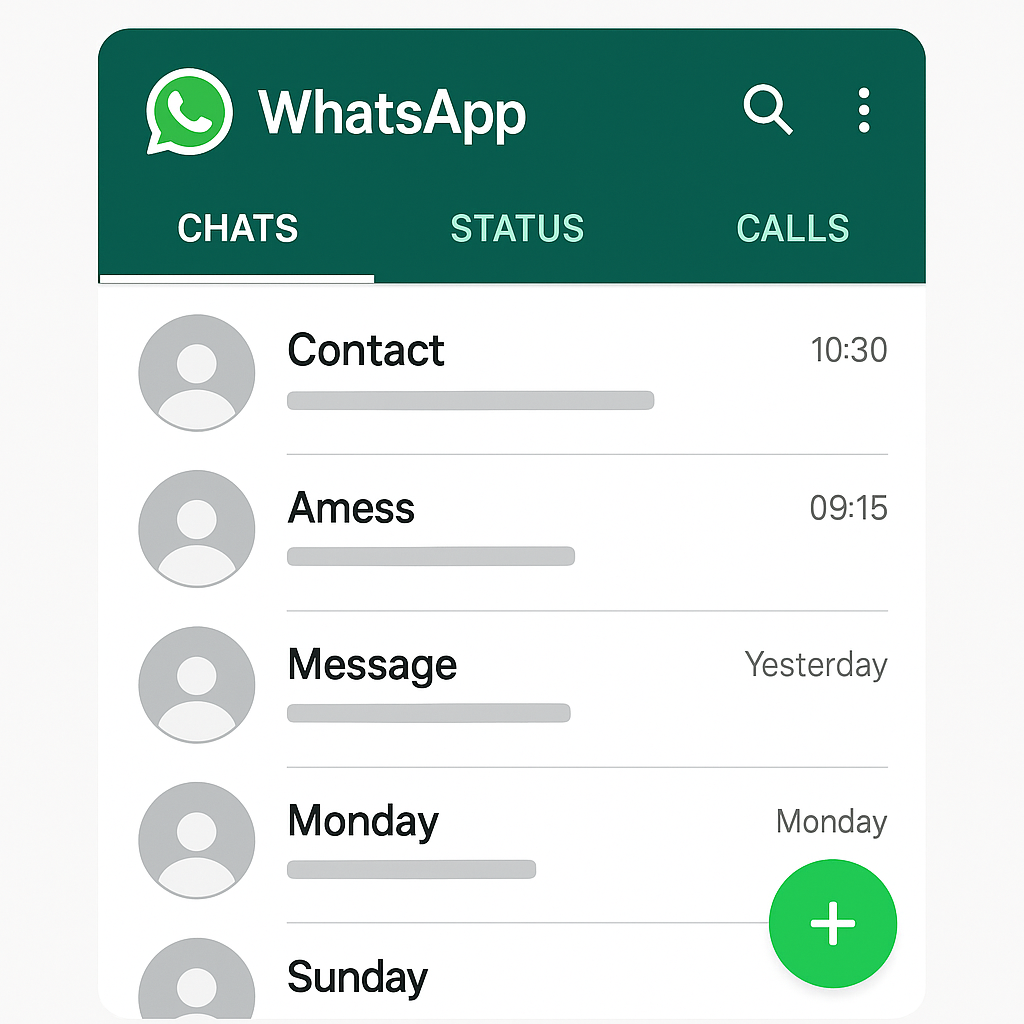 WhatsApp
CHATS STATUS CALLS
Contact 10:30
Amess 09:15
Message Yesterday
Monday Monday
Sunday